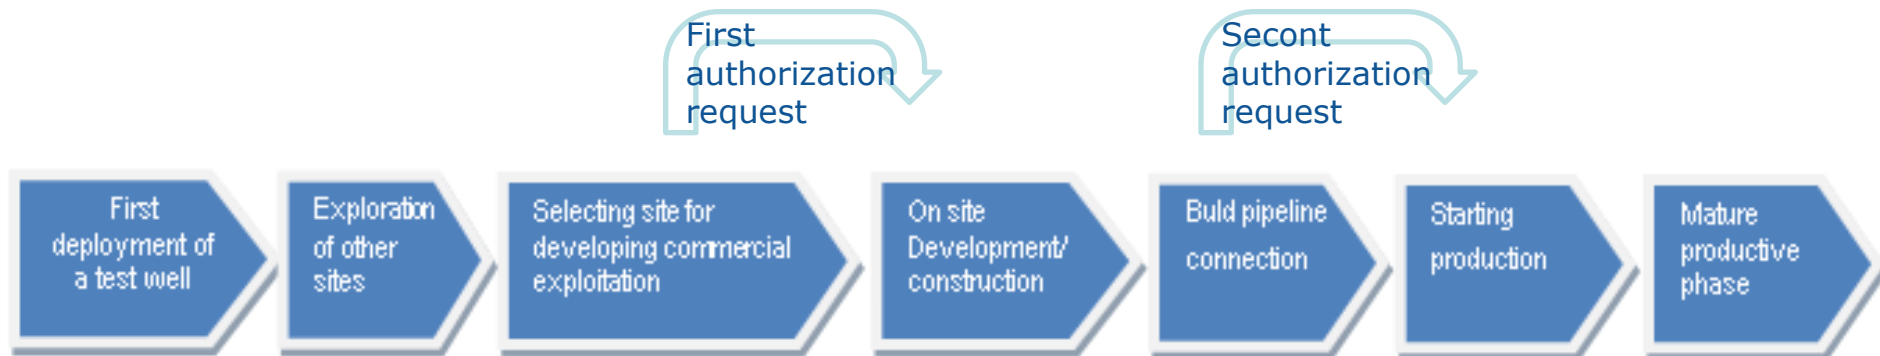 First
authorization
request
Secont
authorization
request
First
deployment of
a test well
Exploration
of other
sites
Selecting site for
developing commercial
exploitation
On site
Development/
construction
Buld pipeline
connection
Starting
production
Mature
productive
phase